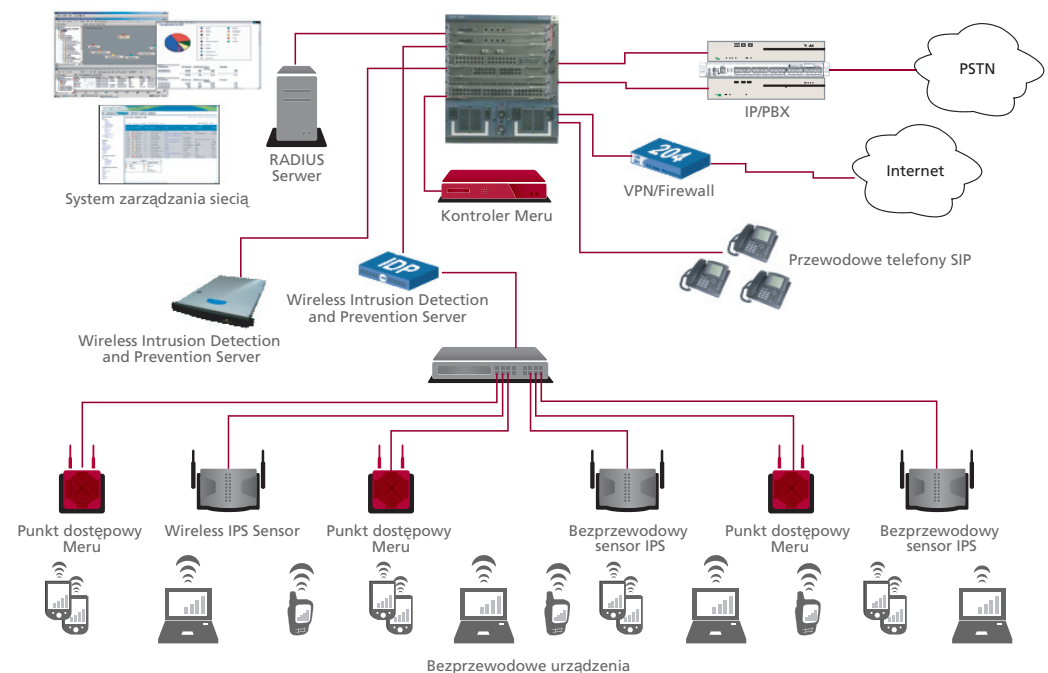 PSTN
IP/PBX
RADIUS
Serwer
204
Internet
VPN/Firewall
System zarządzania siecią
Kontroler Meru
Przewodowe telefony SIP
IDP
Wireless Intrusion Detection
and Prevention Server
Wireless Intrusion Detection
and Prevention Server
Punkt dostępowy
Meru
Wireless IPS Sensor
Punkt dostępowy
Meru
Bezprzewodowy
sensor IPS
Punkt dostępowy
Meru
Bezprzewodowy
sensor IPS
Bezprzewodowe urządzenia